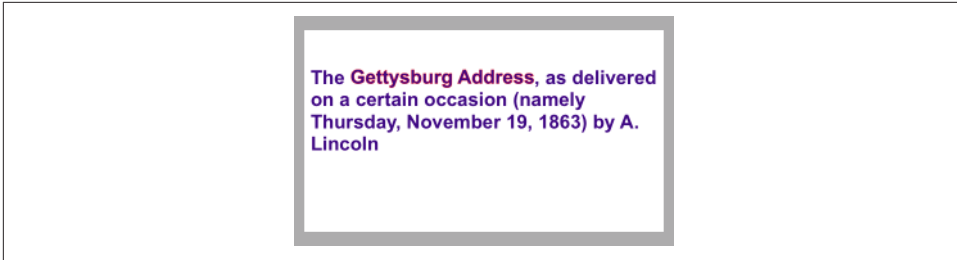 The Gettysburg Address, as delivered
on a certain occasion (namely
Thursday, November 19, 1863) by A.
Lincoln